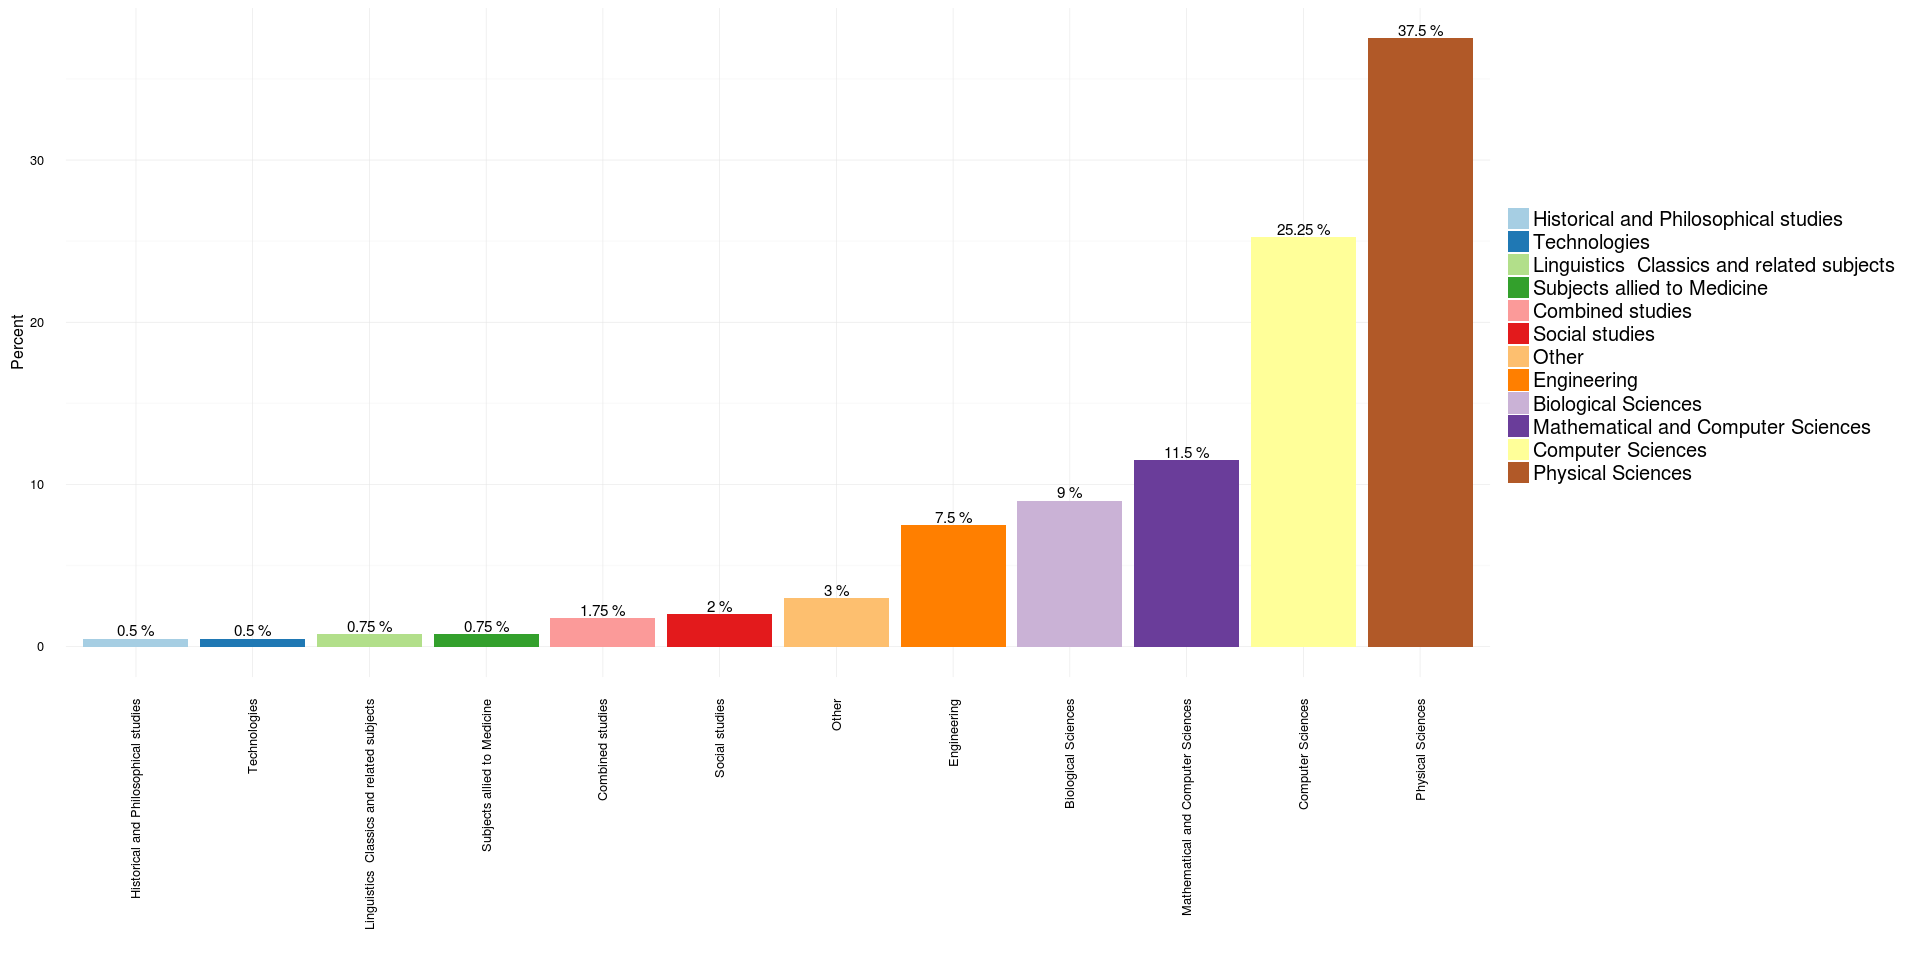 37.5 %
30
25.25 %
20
Percent
11.5 %
10
9 %
7.5 %
3 %
2 %
1.75 %
0.75 %
0.75 %
0.5 %
0.5 %
0
Historical and Philosophical studies
Technologies
Linguistics  Classics and related subjects
Subjects allied to Medicine
Combined studies
Social studies
Other
Engineering
Biological Sciences
Mathematical and Computer Sciences
Computer Sciences
Physical Sciences
Historical and Philosophical studies
Technologies
Linguistics  Classics and related subjects
Subjects allied to Medicine
Combined studies
Social studies
Other
Engineering
Biological Sciences
Mathematical and Computer Sciences
Computer Sciences
Physical Sciences